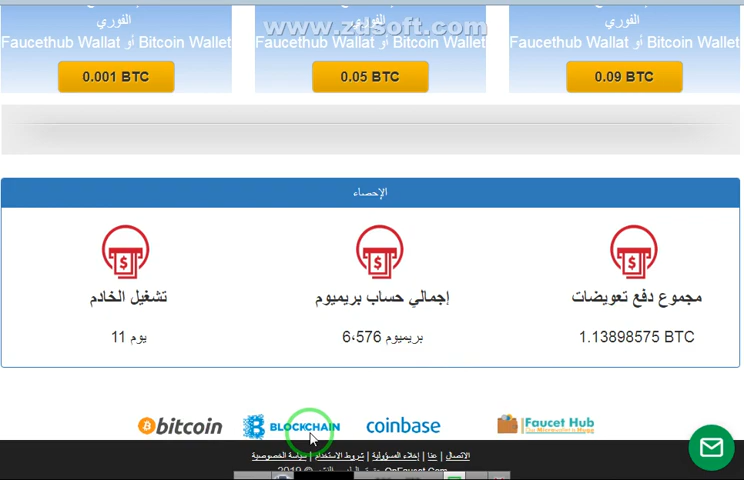 www.zdsoft.com
الفوري
الفوري
Faucethub Wallat أو Bitcoin Wallet
Faucethub Wallat أو Bitcoin Wallet
Faucethub Wallat أو Bitcoin Wallet
0.001 BTC
0.05 BTC
0.09 BTC
الإحصاء
$
$
$
تشغيل الخادم
إجمالي حساب بريميوم
مجموع دفع تعويضات
11 يوم
6،576 بريميوم
1.13898575 BTC
bitcoin
BLOCKCHAIN
coinbase
Faucet Hub
الاتصال | عنا | إخلاء المسؤولية | شروط الاستخدام | سياسة الخصوصية